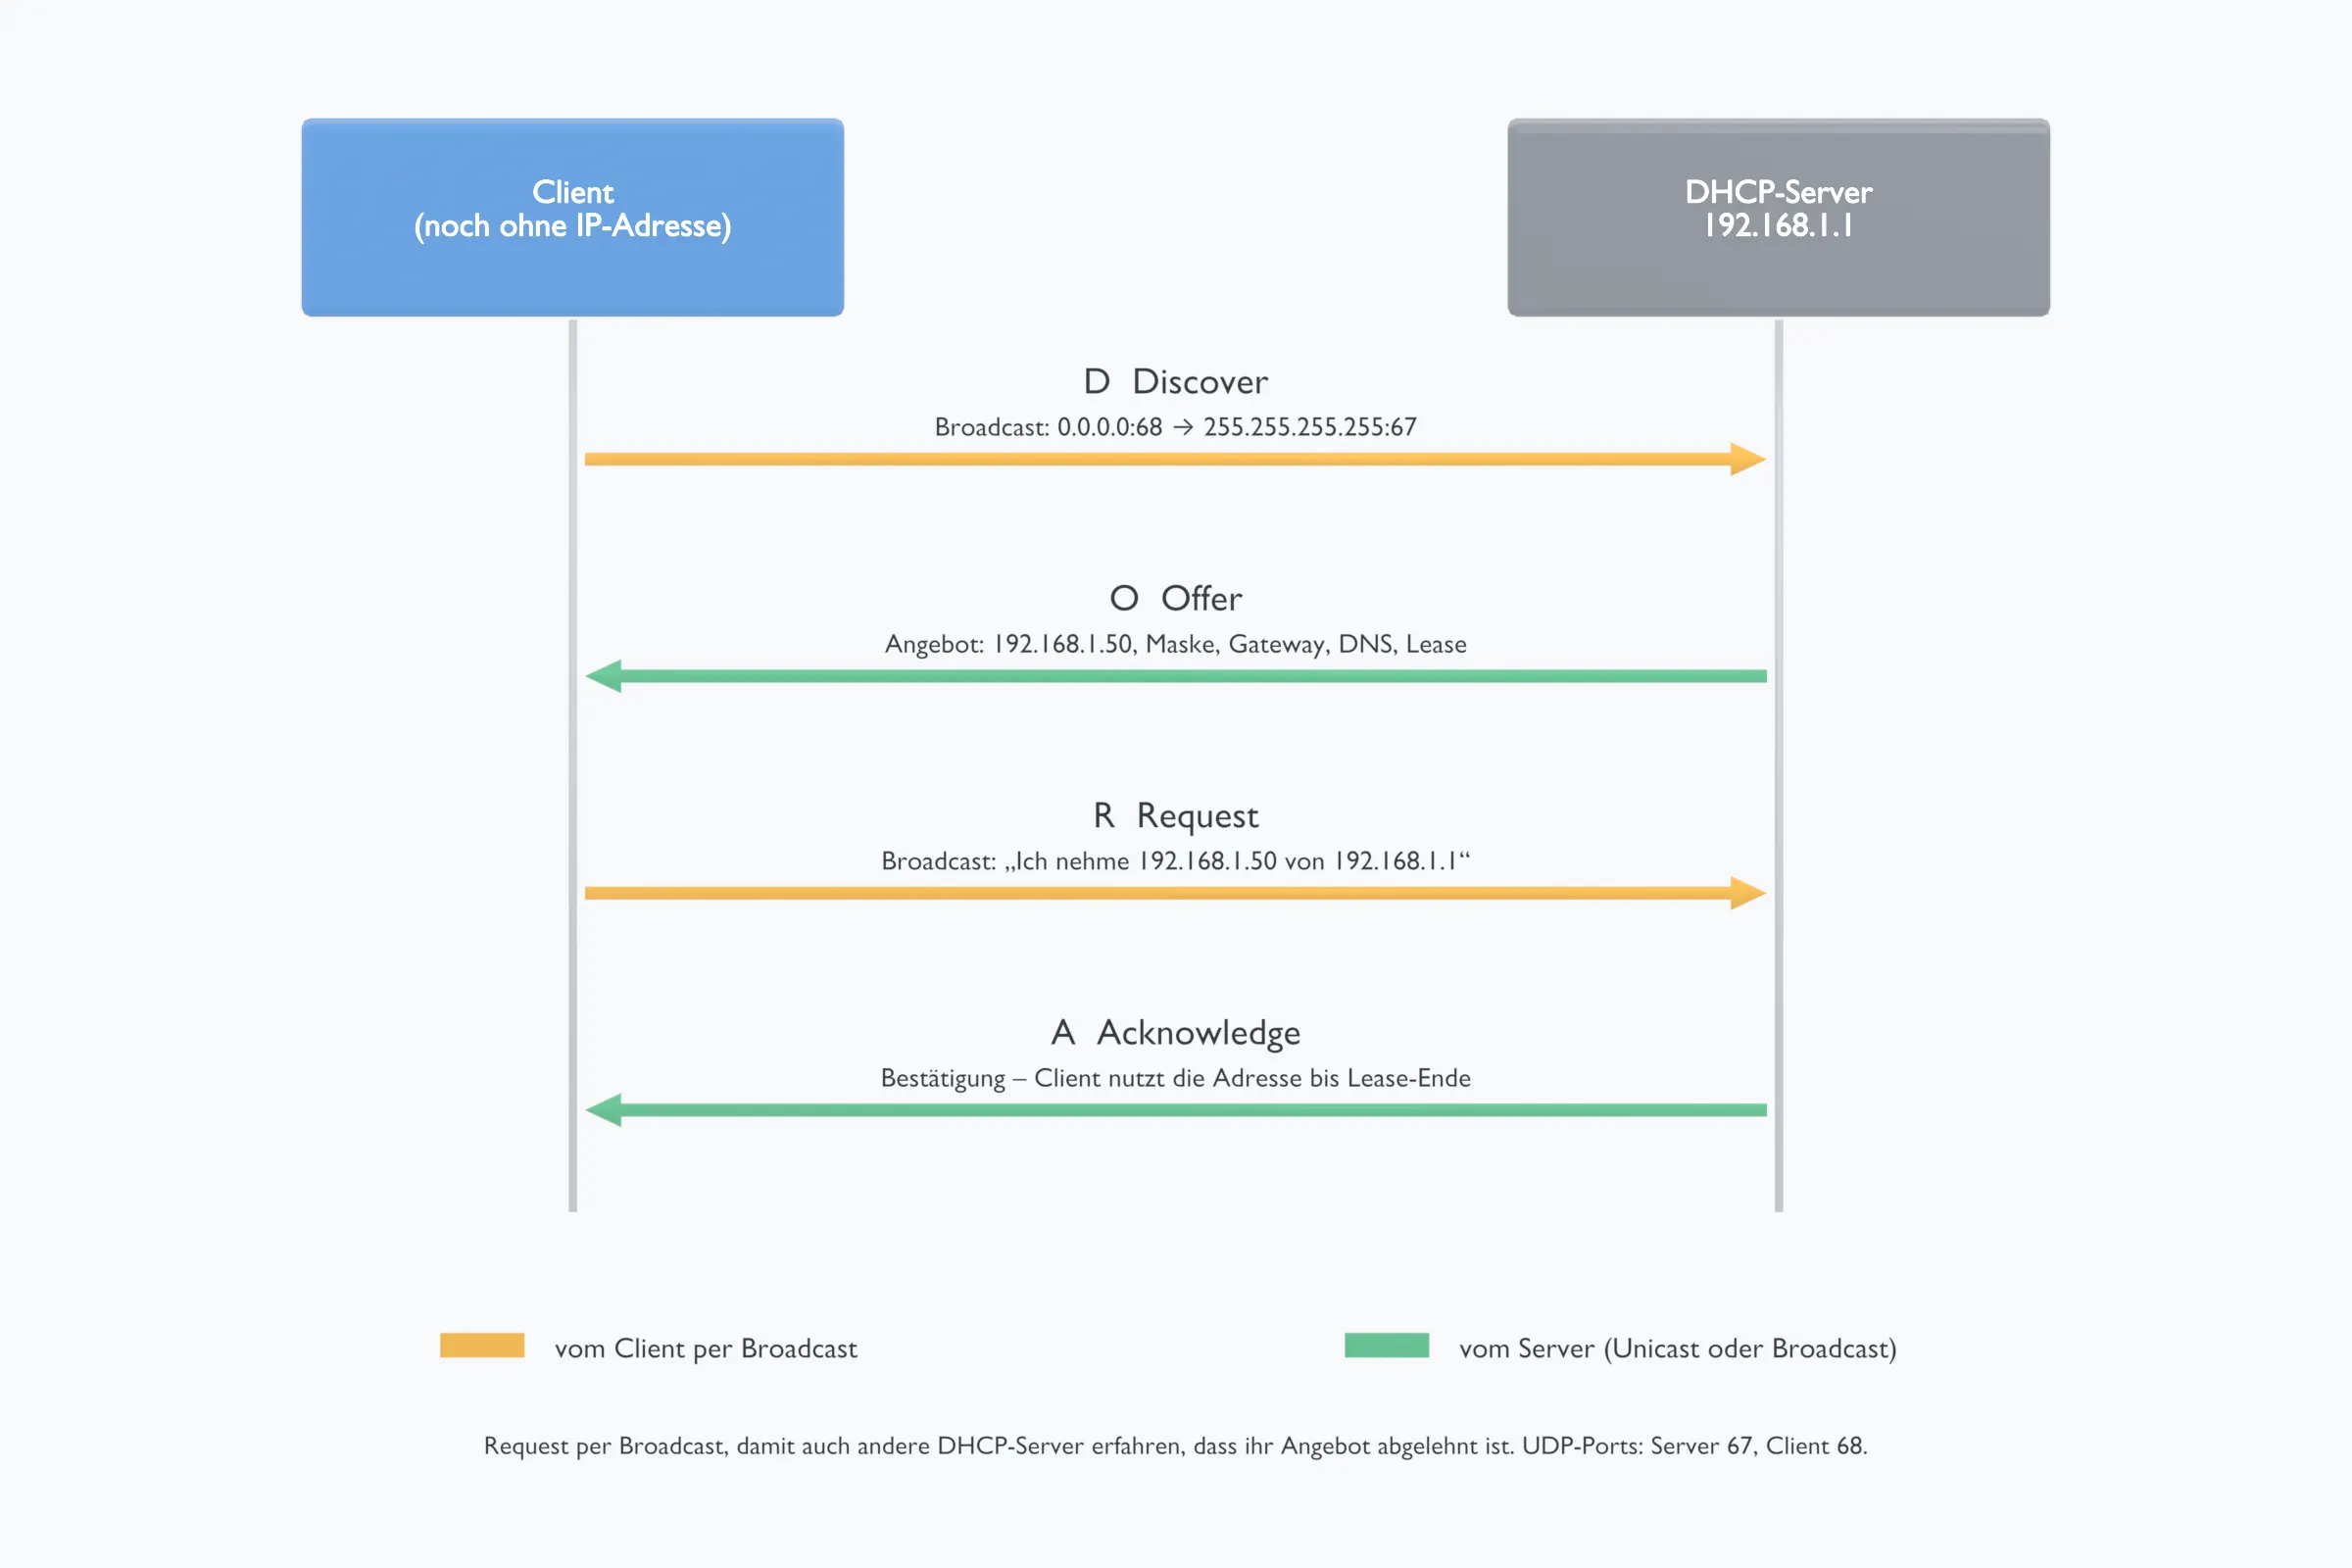 Client
(noch ohne IP-Adresse)
DHCP-Server
192.168.1.1
D Discover
Broadcast: 0.0.0.0:68 → 255.255.255.255:67
O Offer
Angebot: 192.168.1.50, Maske, Gateway, DNS, Lease
R Request
Broadcast: „Ich nehme 192.168.1.50 von 192.168.1.1“
A Acknowledge
Bestätigung – Client nutzt die Adresse bis Lease-Ende
vom Client per Broadcast
vom Server (Unicast oder Broadcast)
Request per Broadcast, damit auch andere DHCP-Server erfahren, dass ihr Angebot abgelehnt ist. UDP-Ports: Server 67, Client 68.